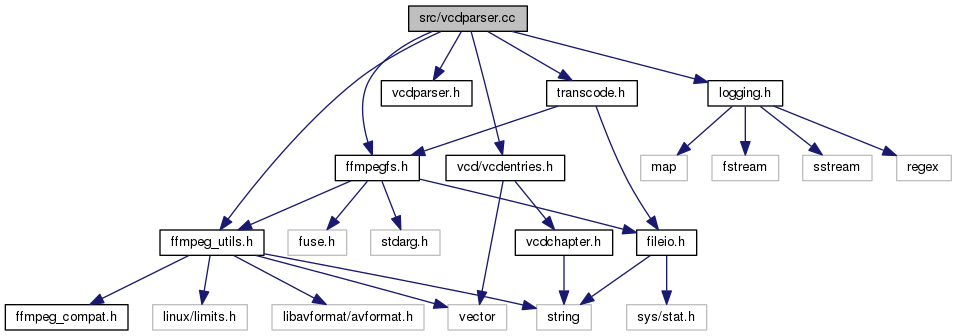 src/vcdparser.cc
vcdparser.h
transcode.h
logging.h
map
fstream
sstream
regex
ffmpegfs.h
vcd/vcdentries.h
ffmpeg_utils.h
fuse.h
stdarg.h
vcdchapter.h
fileio.h
ffmpeg_compat.h
linux/limits.h
libavformat/avformat.h
vector
string
sys/stat.h